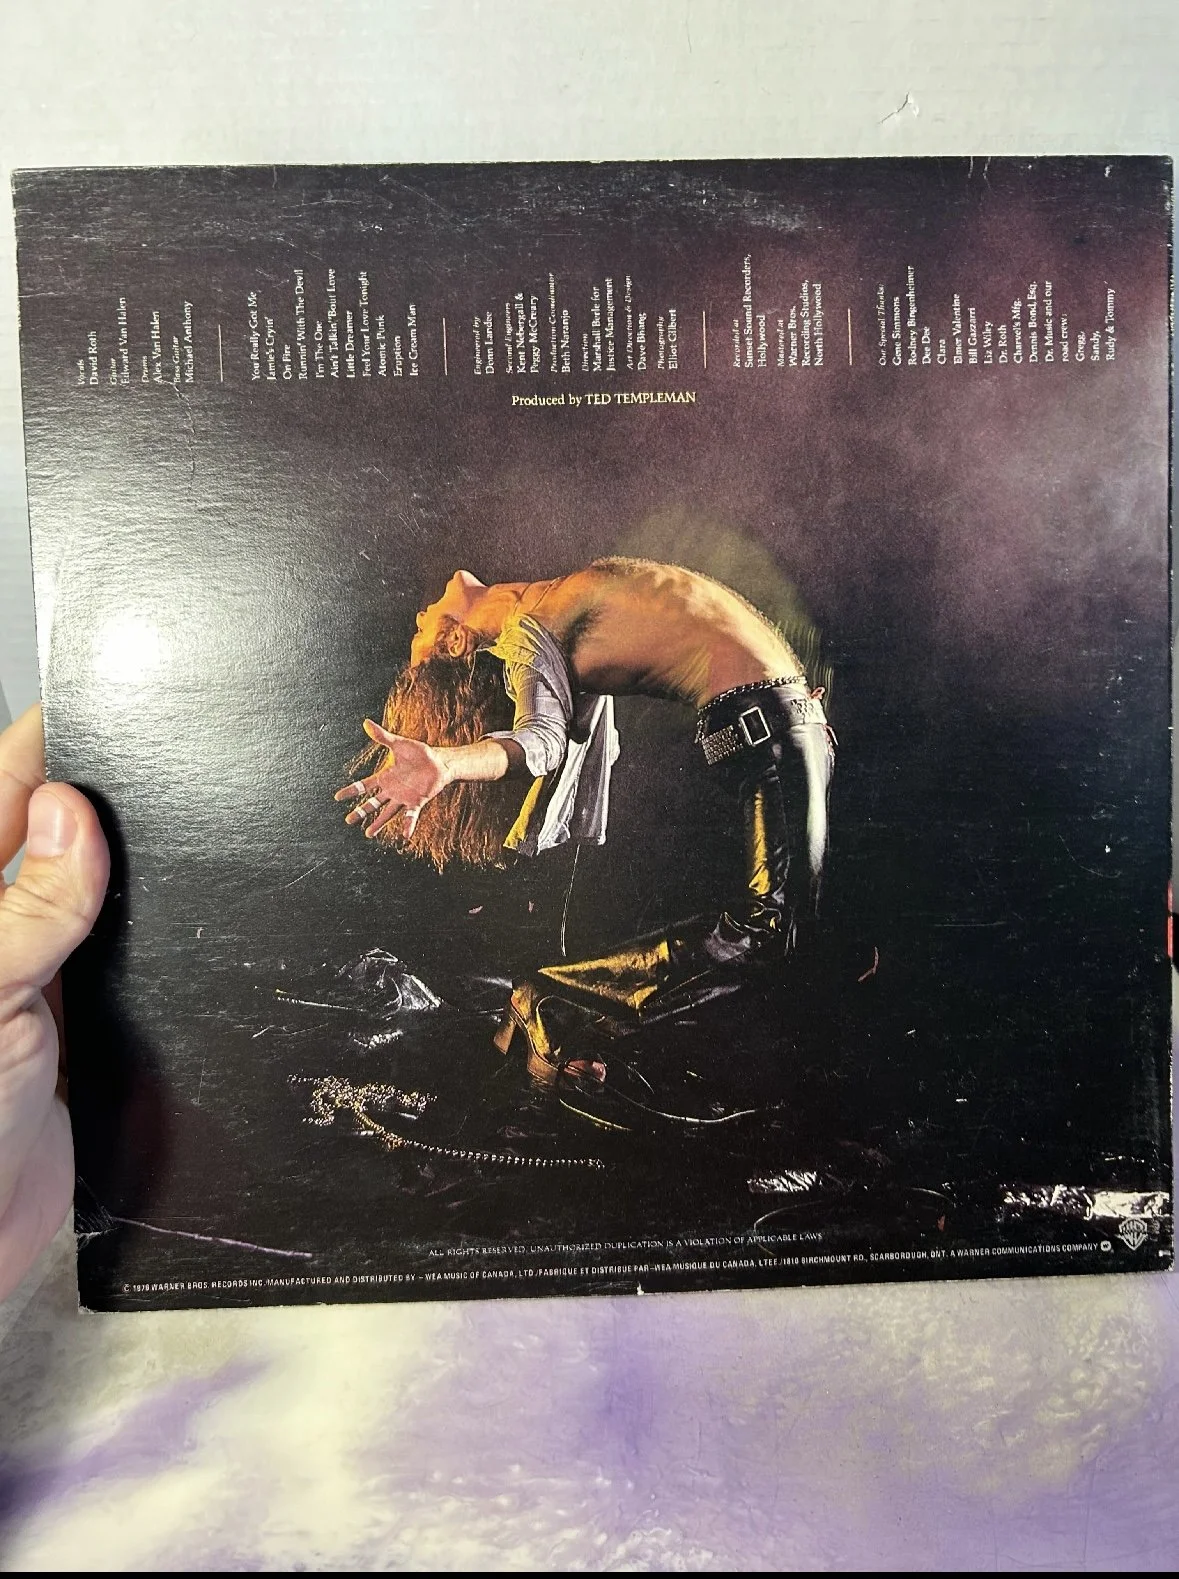 Vocals
David Roth
Guitar
Edward Van Halen
Drums
Alex Van Halen
Bass Guitar
Michael Anthony
You Really Got Me
Jamie's Cryin'
On Fire
Runnin' With The Devil
I'm The One
Ain't Talkin' 'Bout Love
Little Dreamer
Feel Your Love Tonight
Atomic Punk
Eruption
Ice Cream Man
Engineered by
Donn Landee
Second Engineers
Kent Nebergall &
Peggy McCreary
Production Coordinator
Beth Naranjo
Direction
Marshall Berle for
Justice Management
Art Direction & Design
Dave Bhang
Photography
Elliot Gilbert
Recorded at
Sunset Sound Recorders,
Hollywood
Mastered at
Warner Bros.
Recording Studios,
North Hollywood
Our Special Thanks:
Gene Simmons
Rodney Bingenheimer
Dee Dee
Clara
Elmer Valentine
Bill Gazzarri
Liz Wiley
Dr. Roth
Charvel's Mfg.
Dennis Bond, Esq.
Dr. Music and our
road crew:
Gregg,
Sandy,
Rudy & Tommy
Produced by TED TEMPLEMAN
ALL RIGHTS RESERVED. UNAUTHORIZED DUPLICATION IS A VIOLATION OF APPLICABLE LAWS
© 1978 WARNER BROS. RECORDS INC./MANUFACTURED AND DISTRIBUTED BY – WEA MUSIC OF CANADA, LTD./FABRIQUE ET DISTRIBUE PAR–WEA MUSIQUE DU CANADA, LTEE./1810 BIRCHMOUNT RD., SCARBOROUGH, ONT. A WARNER COMMUNICATIONS COMPANY